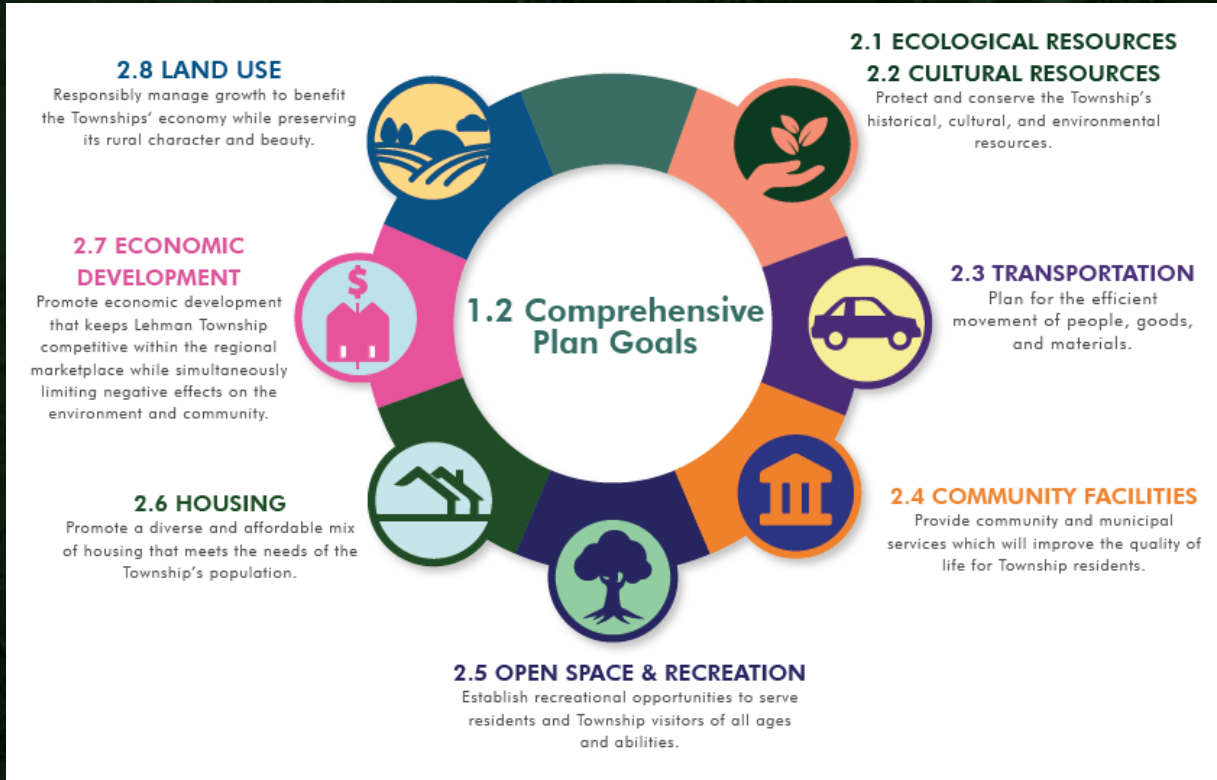 1.2 Comprehensive
Plan Goals
2.1 ECOLOGICAL RESOURCES
2.2 CULTURAL RESOURCES
Protect and conserve the Township's
historical, cultural, and environmental
resources.
2.3 TRANSPORTATION
Plan for the efficient
movement of people, goods,
and materials.
2.4 COMMUNITY FACILITIES
Provide community and municipal
services which will improve the quality of
life for Township residents.
2.5 OPEN SPACE & RECREATION
Establish recreational opportunities to serve
residents and Township visitors of all ages
and abilities.
2.6 HOUSING
Promote a diverse and affordable mix
of housing that meets the needs of the
Township's population.
2.7 ECONOMIC
DEVELOPMENT
Promote economic development
that keeps Lehman Township
competitive within the regional
marketplace while simultaneously
limiting negative effects on the
environment and community.
$
2.8 LAND USE
Responsibly manage growth to benefit
the Townships' economy while preserving
its rural character and beauty.